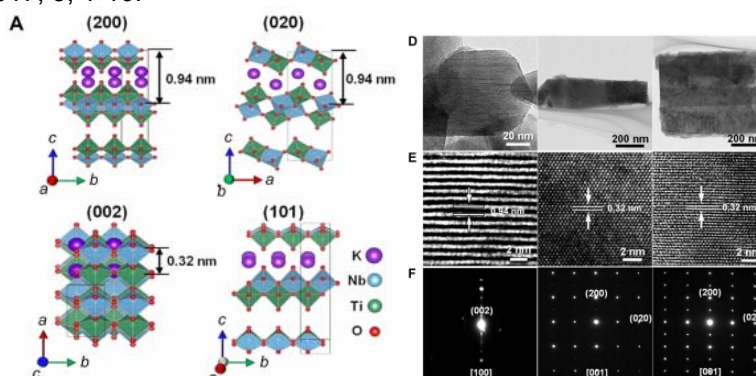 A
(200)
(020)
0.94 nm
0.94 nm
c
a
b
c
b
a
(002)
(101)
0.32 nm
K
Nb
Ti
O
a
c
b
c
b
D
20 nm
200 nm
200 nm
E
0.94 nm
0.32 nm
0.32 nm
2 nm
2 nm
2 nm
F
(002)
(200)
(020)
(200)
[100]
[001]
[001]